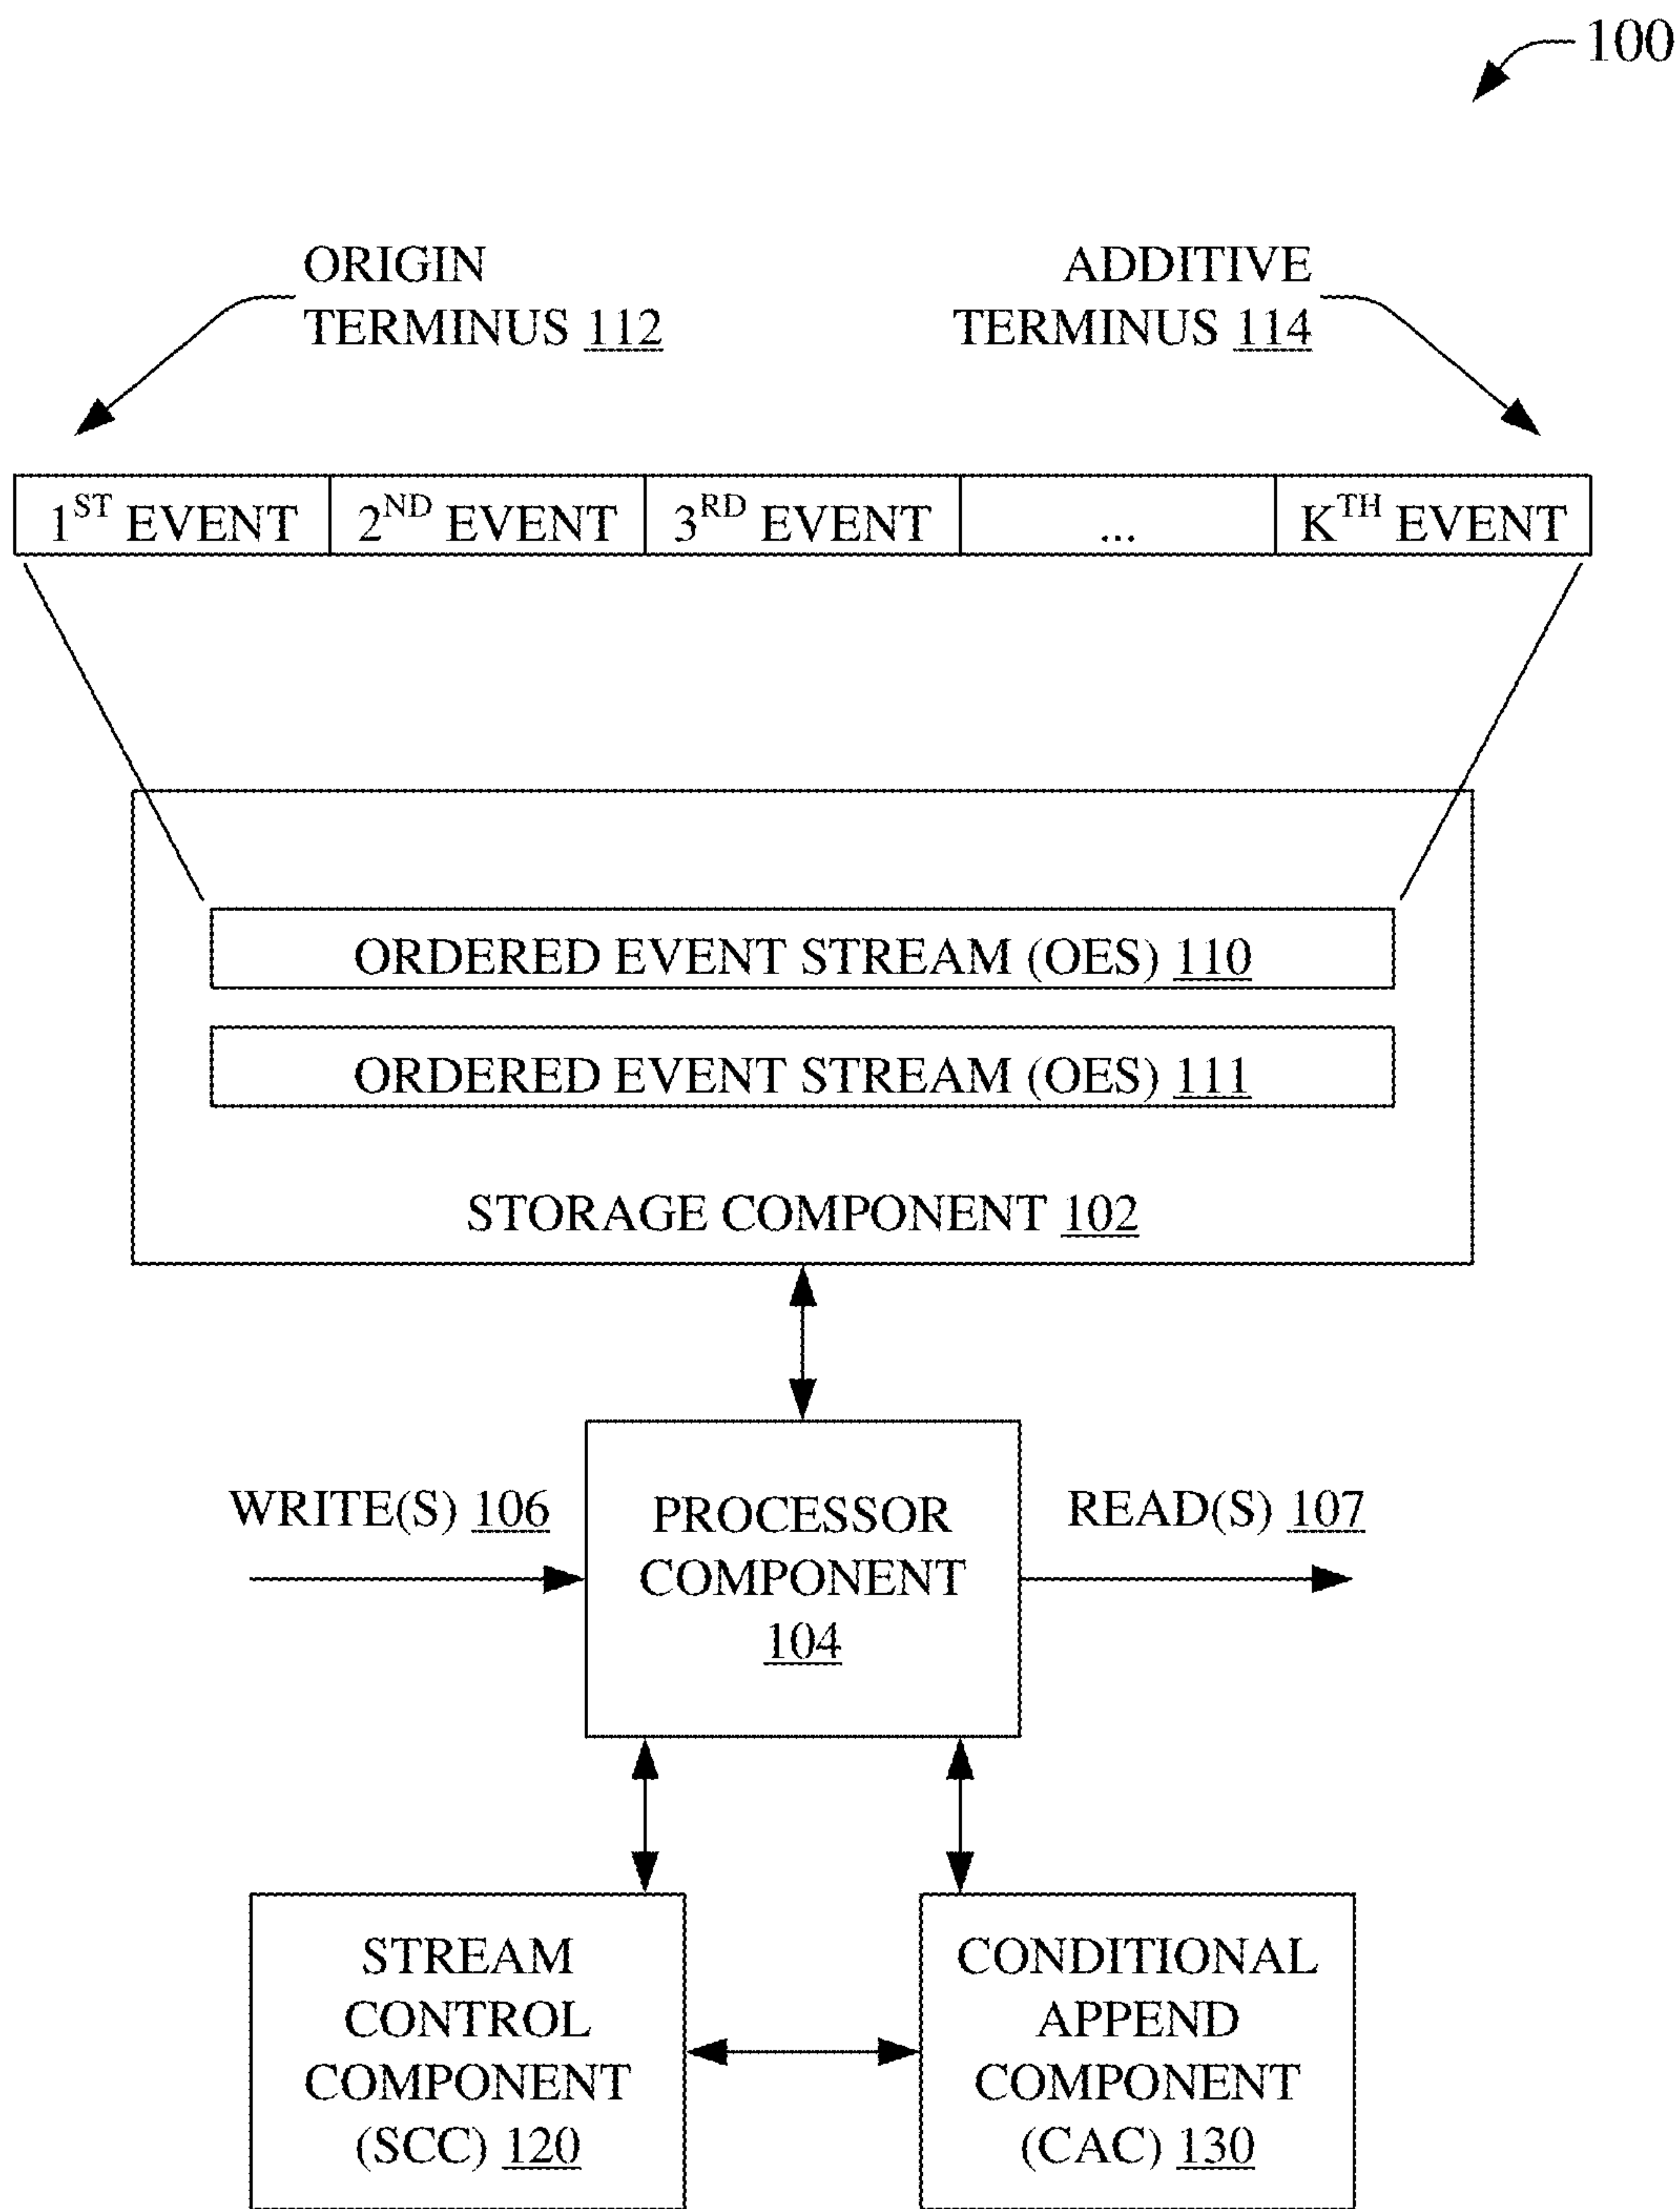 100
ORIGIN
TERMINUS 112
ADDITIVE
TERMINUS 114
1ST EVENT
2ND EVENT
3RD EVENT
...
KTH EVENT
ORDERED EVENT STREAM (OES) 110
ORDERED EVENT STREAM (OES) 111
STORAGE COMPONENT 102
WRITE(S) 106
PROCESSOR
COMPONENT
104
READ(S) 107
STREAM
CONTROL
COMPONENT
(SCC) 120
CONDITIONAL
APPEND
COMPONENT
(CAC) 130